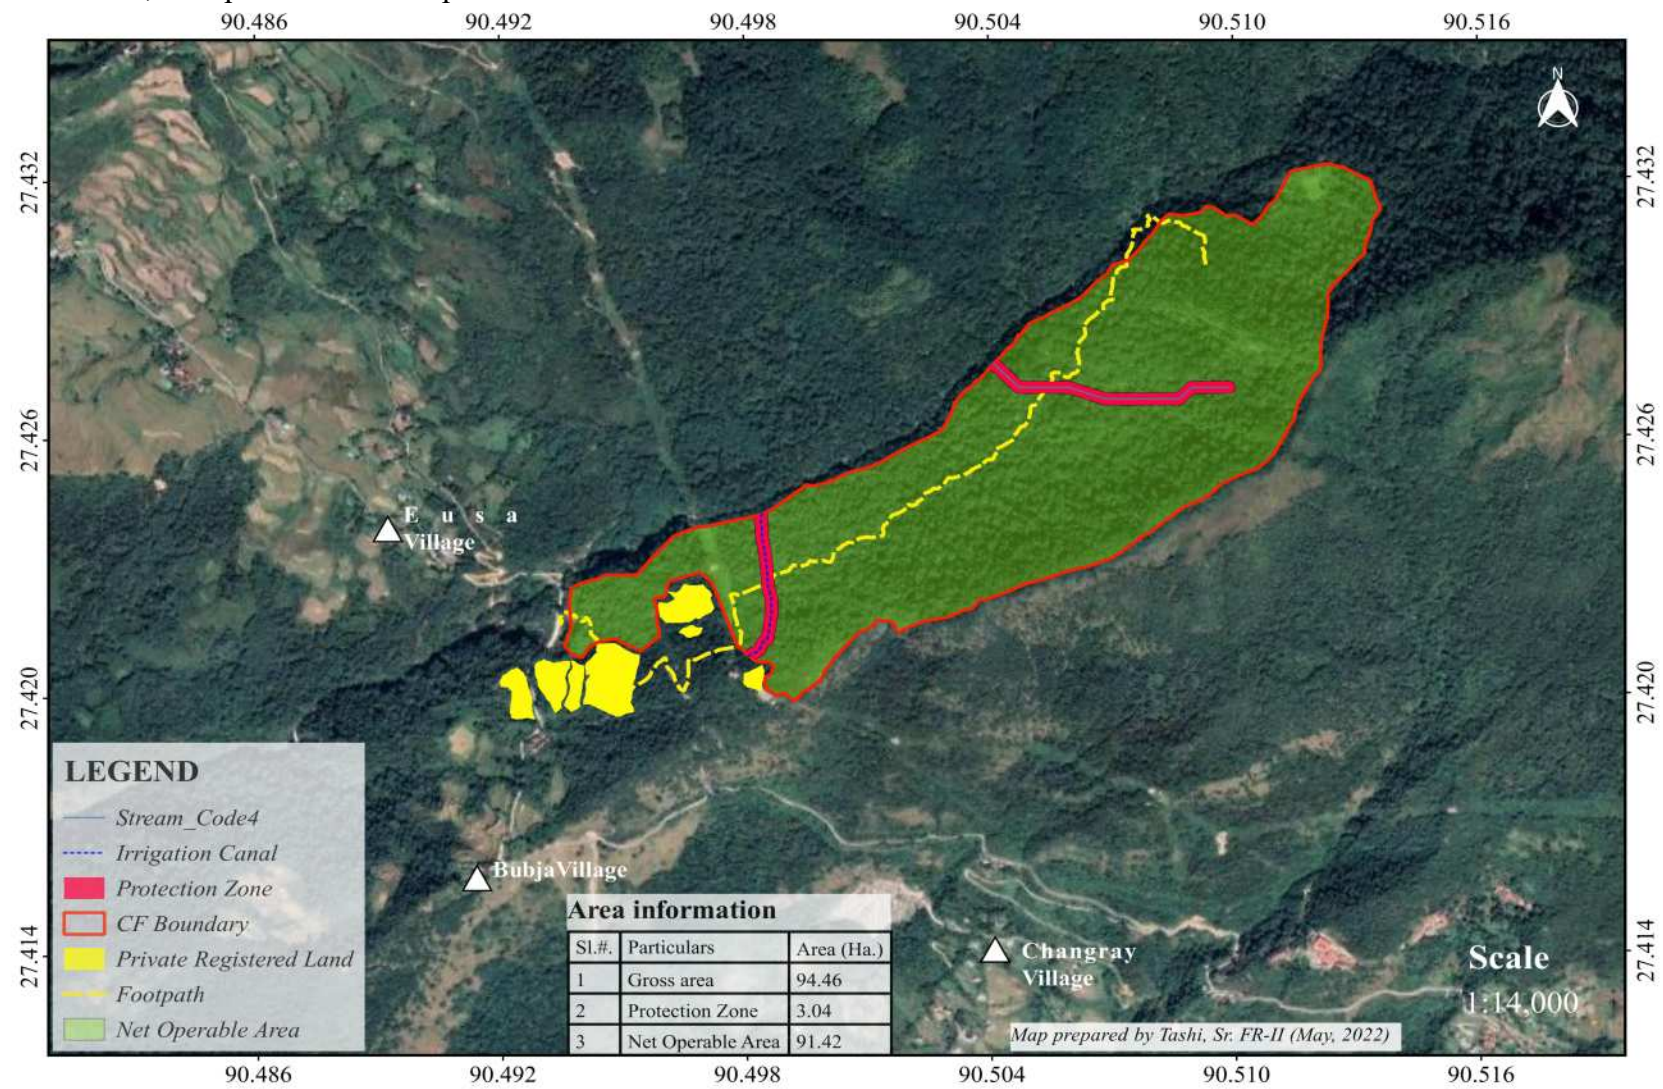 90.486 90.492 90.498 90.504 90.510 90.516
N
27.432 27.432
27.426 27.426
E u s a
Village
27.420 27.420
LEGEND
Stream_Code4
Irrigation Canal
Protection Zone
CF Boundary
Private Registered Land
Footpath
Net Operable Area
BubjaVillage
Area information
Sl.#. Particulars Area (Ha.)
1 Gross area 94.46
2 Protection Zone 3.04
3 Net Operable Area 91.42
Changray
Village
27.414 27.414
Scale
1:14,000
Map prepared by Tashi, Sr. FR-II (May, 2022)
90.486 90.492 90.498 90.504 90.510 90.516